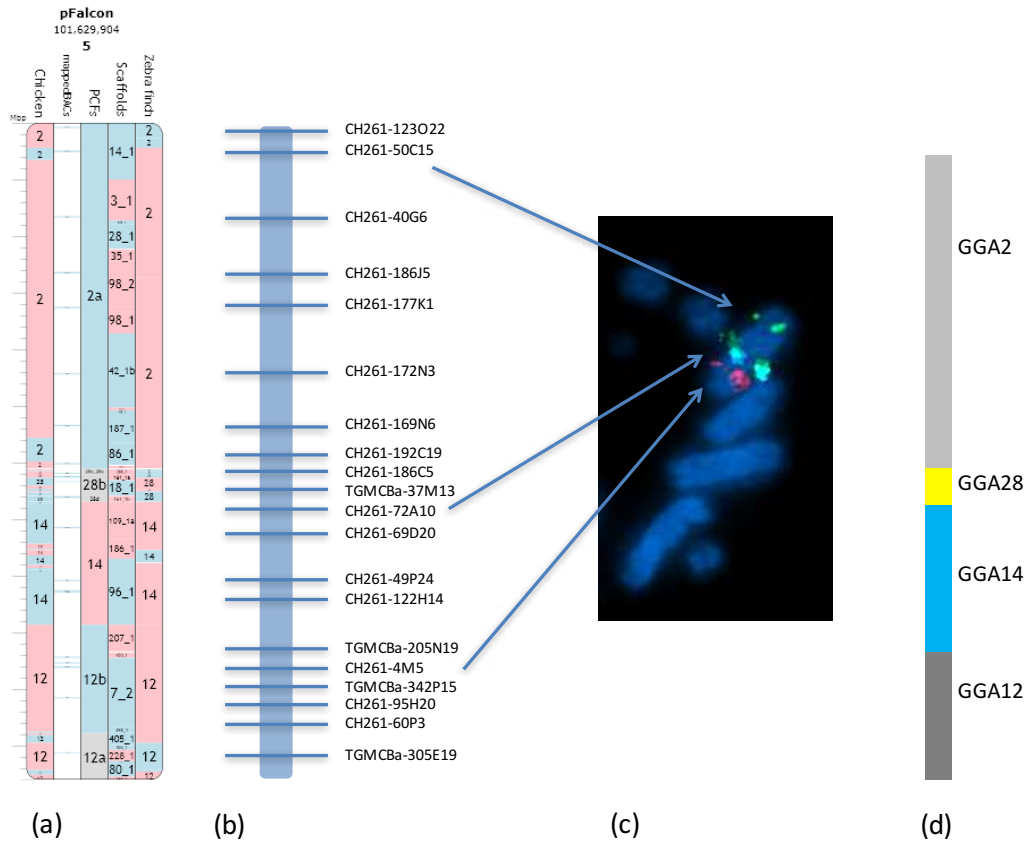 pFalcon
101,629,904
5
Mbp
Chicken
mappedBACs
PCFs
Scaffolds
Zebra finch
2
2
2
2
28
14
14
14
12
12
12
2a
28b
14
12b
12a
14_1
3_1
28_1
35_1
98_2
98_1
42_1b
187_1
86_1
18_1
109_1a
186_1
96_1
207_1
7_2
405_1
228_1
80_1
2
2
2
28
28
14
14
14
12
12
12
CH261-123O22
CH261-50C15
CH261-40G6
CH261-186J5
CH261-177K1
CH261-172N3
CH261-169N6
CH261-192C19
CH261-186C5
TGMCBa-37M13
CH261-72A10
CH261-69D20
CH261-49P24
CH261-122H14
TGMCBa-205N19
CH261-4M5
TGMCBa-342P15
CH261-95H20
CH261-60P3
TGMCBa-305E19
GGA2
GGA28
GGA14
GGA12
(a)
(b)
(c)
(d)